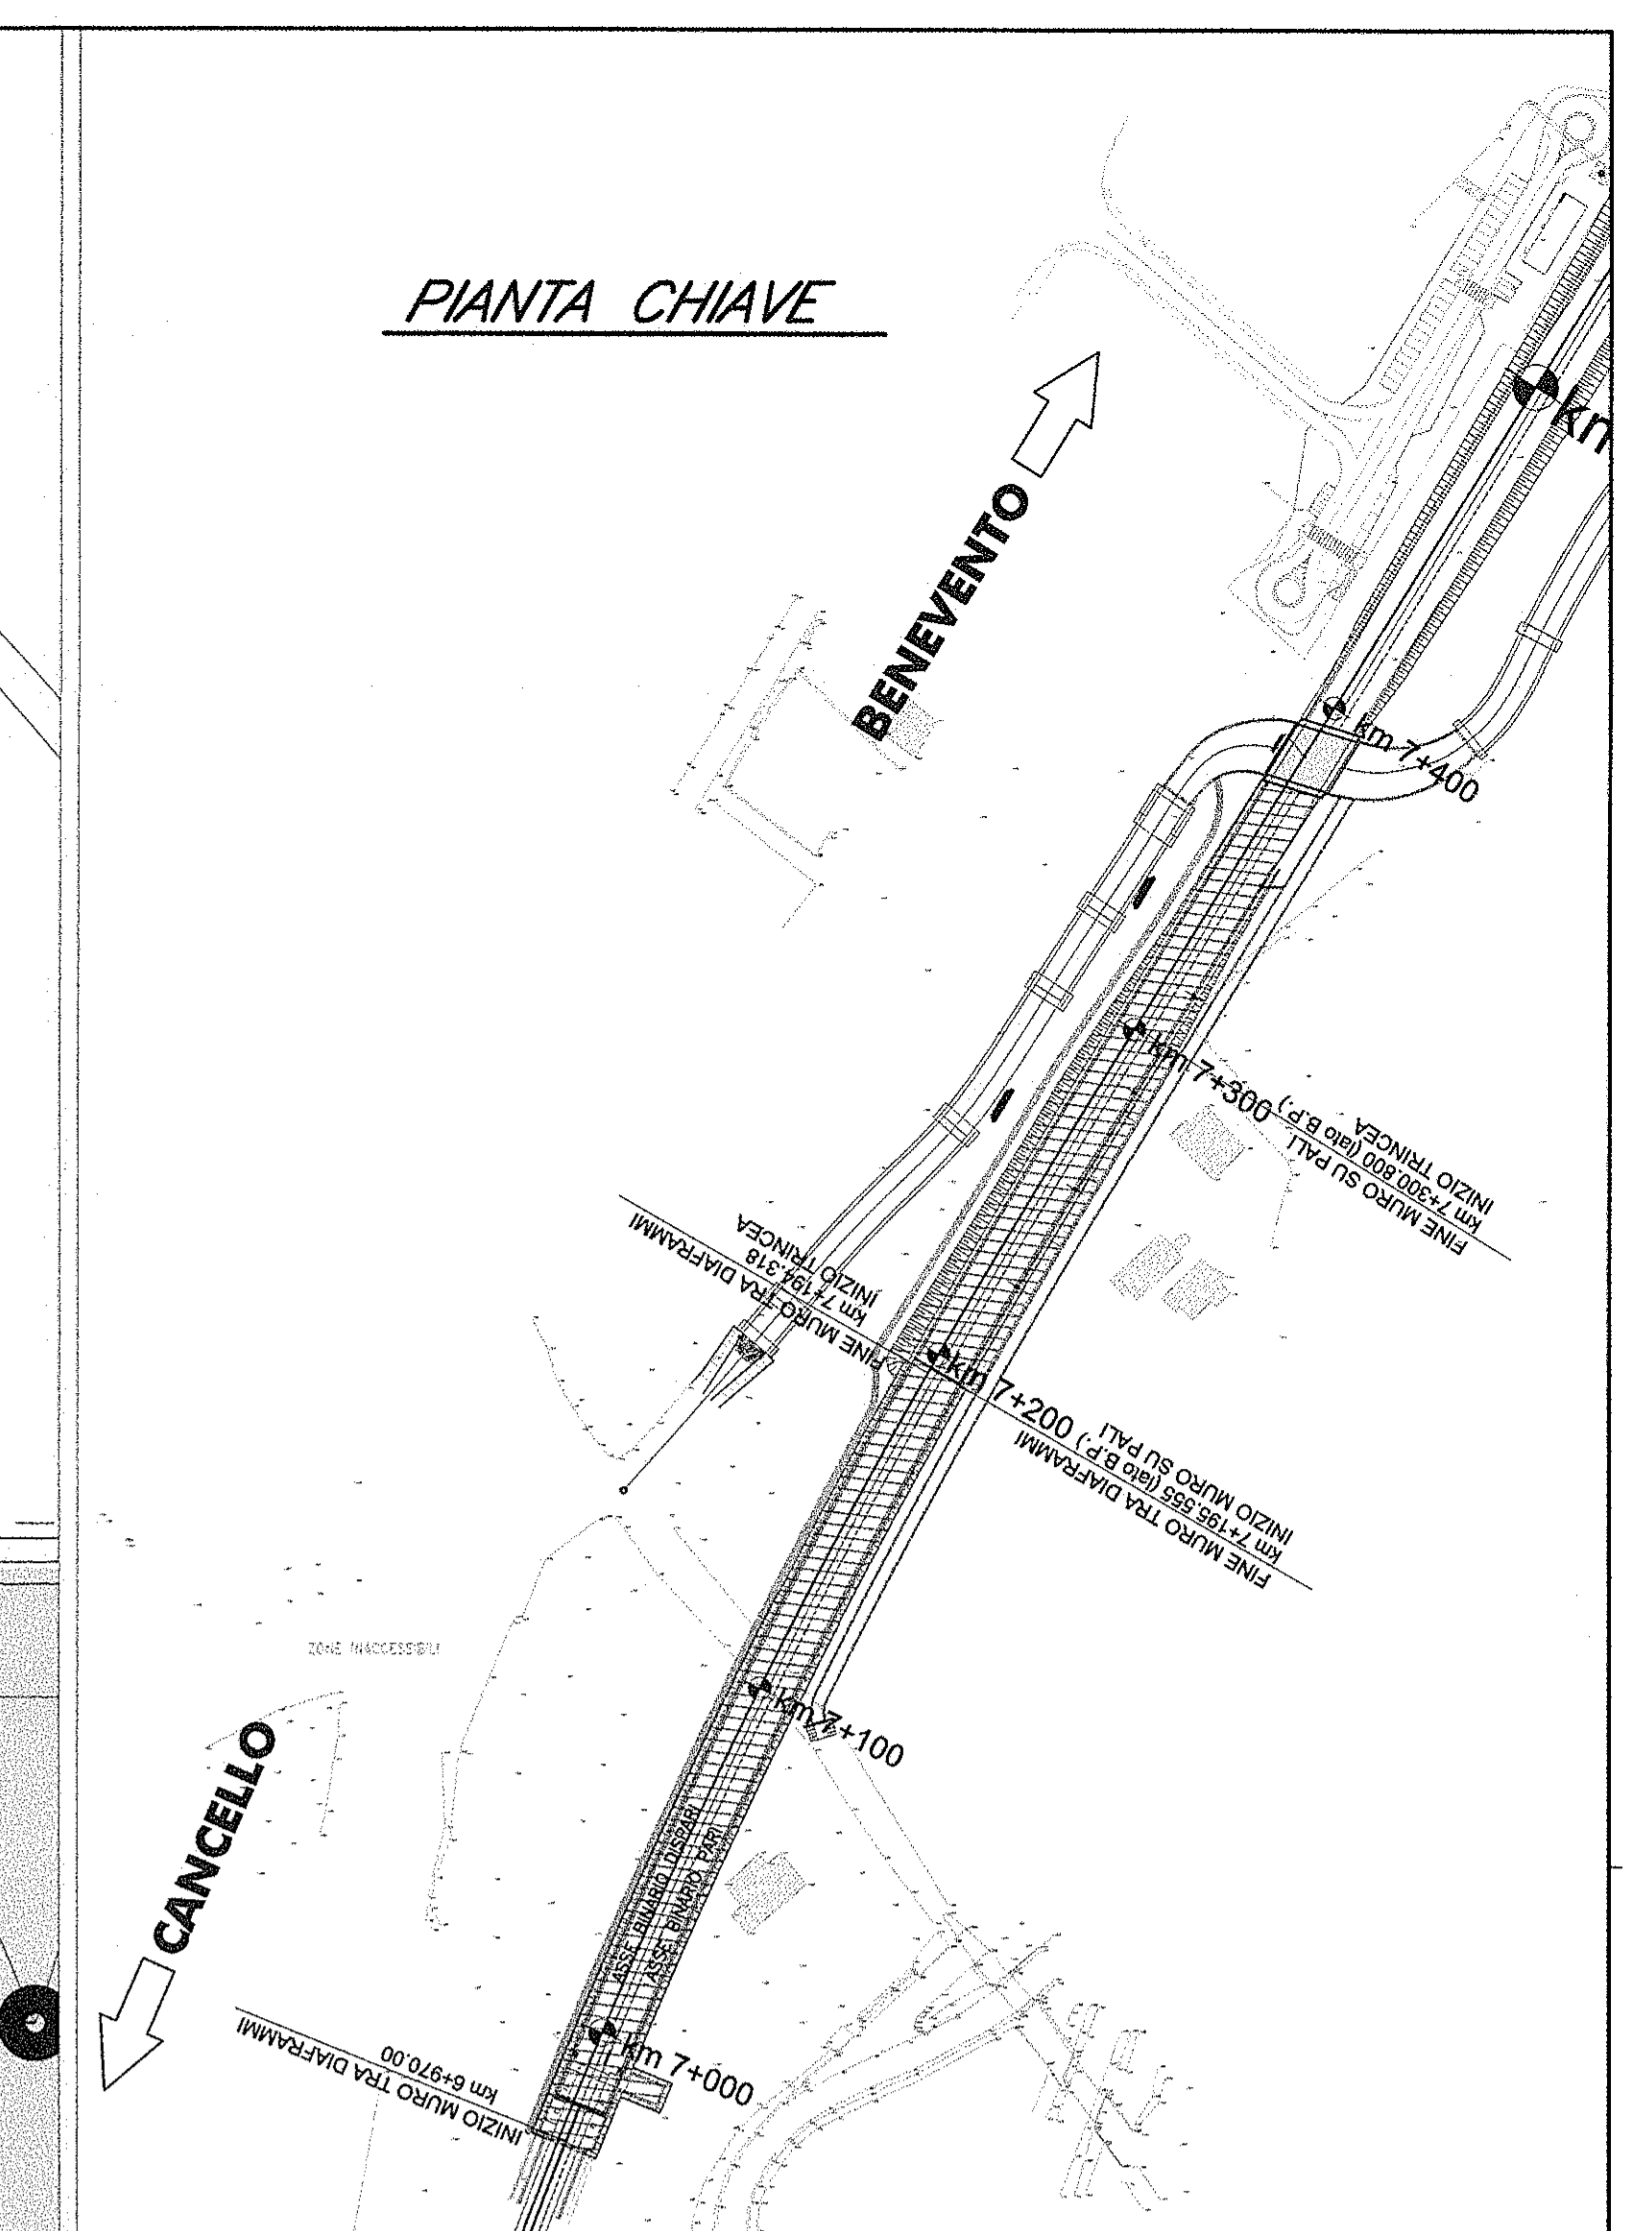 PIANTA CHIAVE
BENEVENTO
km 7+400
km 7+300
FINE MURO SU PALI
km 7+300.800 (lato B.P.)
INIZIO TRINCEA
FINE MURO TRA DIAFRAMMI
km 7+194.318
INIZIO TRINCEA
km 7+200
FINE MURO TRA DIAFRAMMI
km 7+195.555 (lato B.P.)
INIZIO MURO SU PALI
ZONE INACCESSIBILI
km 7+100
CANCELLO
ASSE BINARIO DISPARI
ASSE BINARIO PARI
km 7+000
INIZIO MURO TRA DIAFRAMMI
km 6+970.00